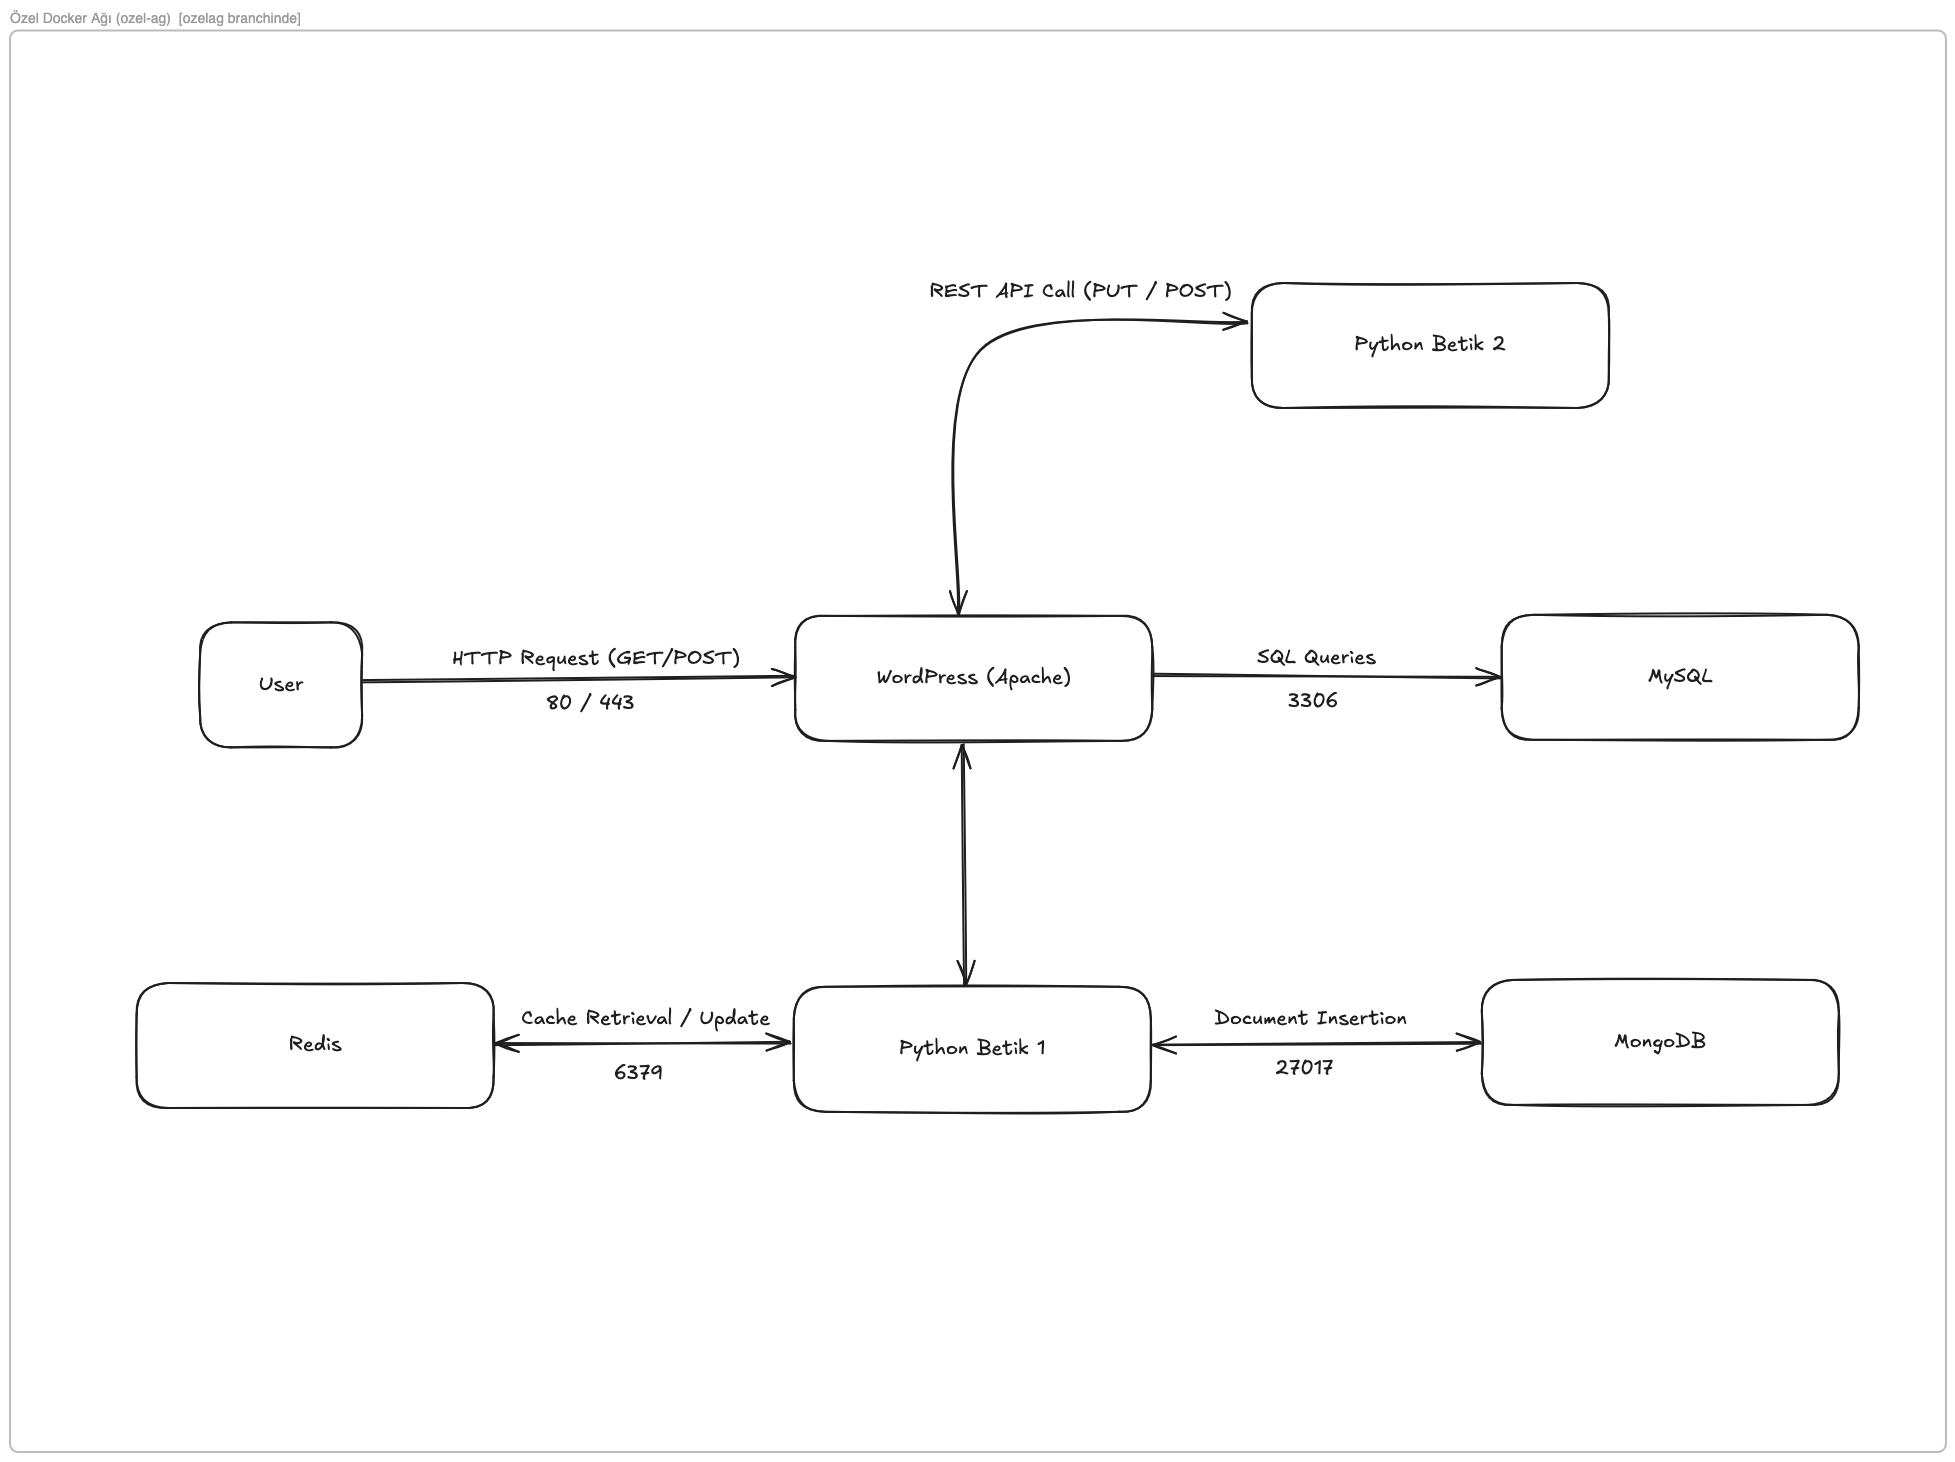 Özel Docker Ağı (ozel-ag)  [ozelag branchinde]
REST API Call (PUT / POST)
Python Betik 2
User
HTTP Request (GET/POST)
80 / 443
WordPress (Apache)
SQL Queries
3306
MySQL
Redis
Cache Retrieval / Update
6379
Python Betik 1
Document Insertion
27017
MongoDB